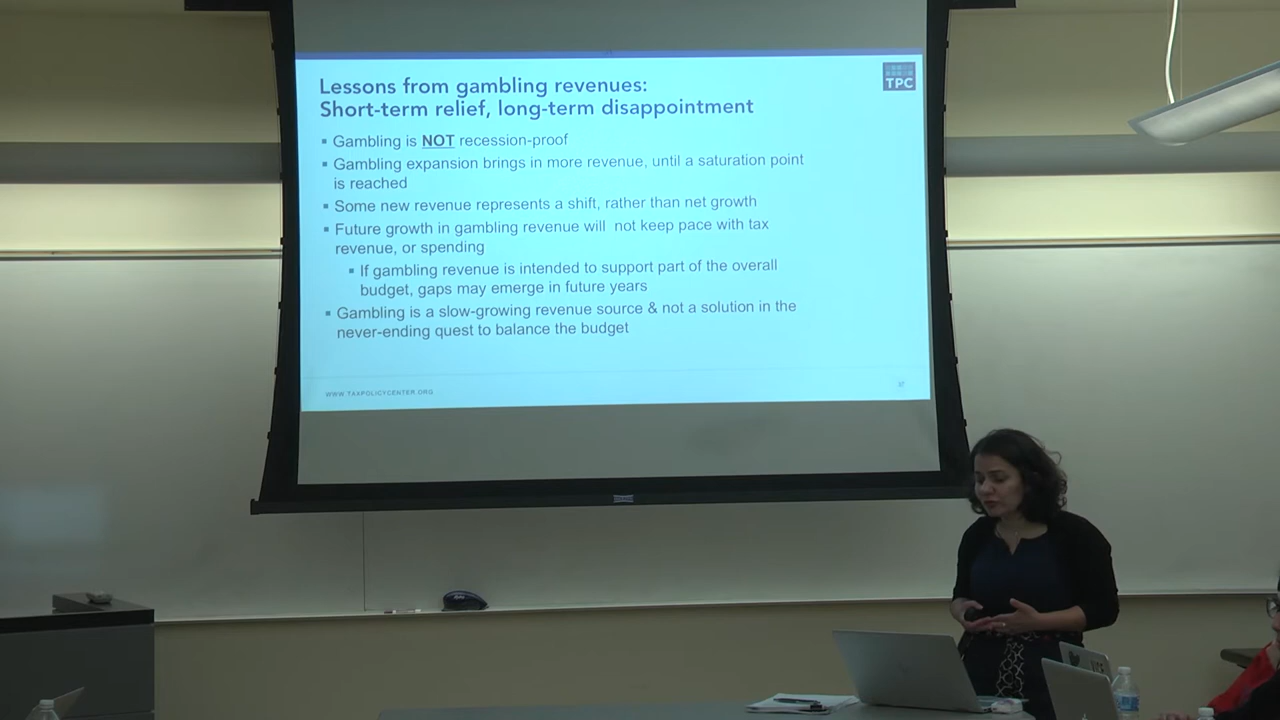 Lessons from gambling revenues:
Short-term relief, long-term disappointment
TPC
▪ Gambling is NOT recession-proof
▪ Gambling expansion brings in more revenue, until a saturation point
is reached
▪ Some new revenue represents a shift, rather than net growth
▪ Future growth in gambling revenue will not keep pace with tax
revenue, or spending
▪ If gambling revenue is intended to support part of the overall
budget, gaps may emerge in future years
▪ Gambling is a slow-growing revenue source & not a solution in the
never-ending quest to balance the budget
WWW.TAXPOLICYCENTER.ORG